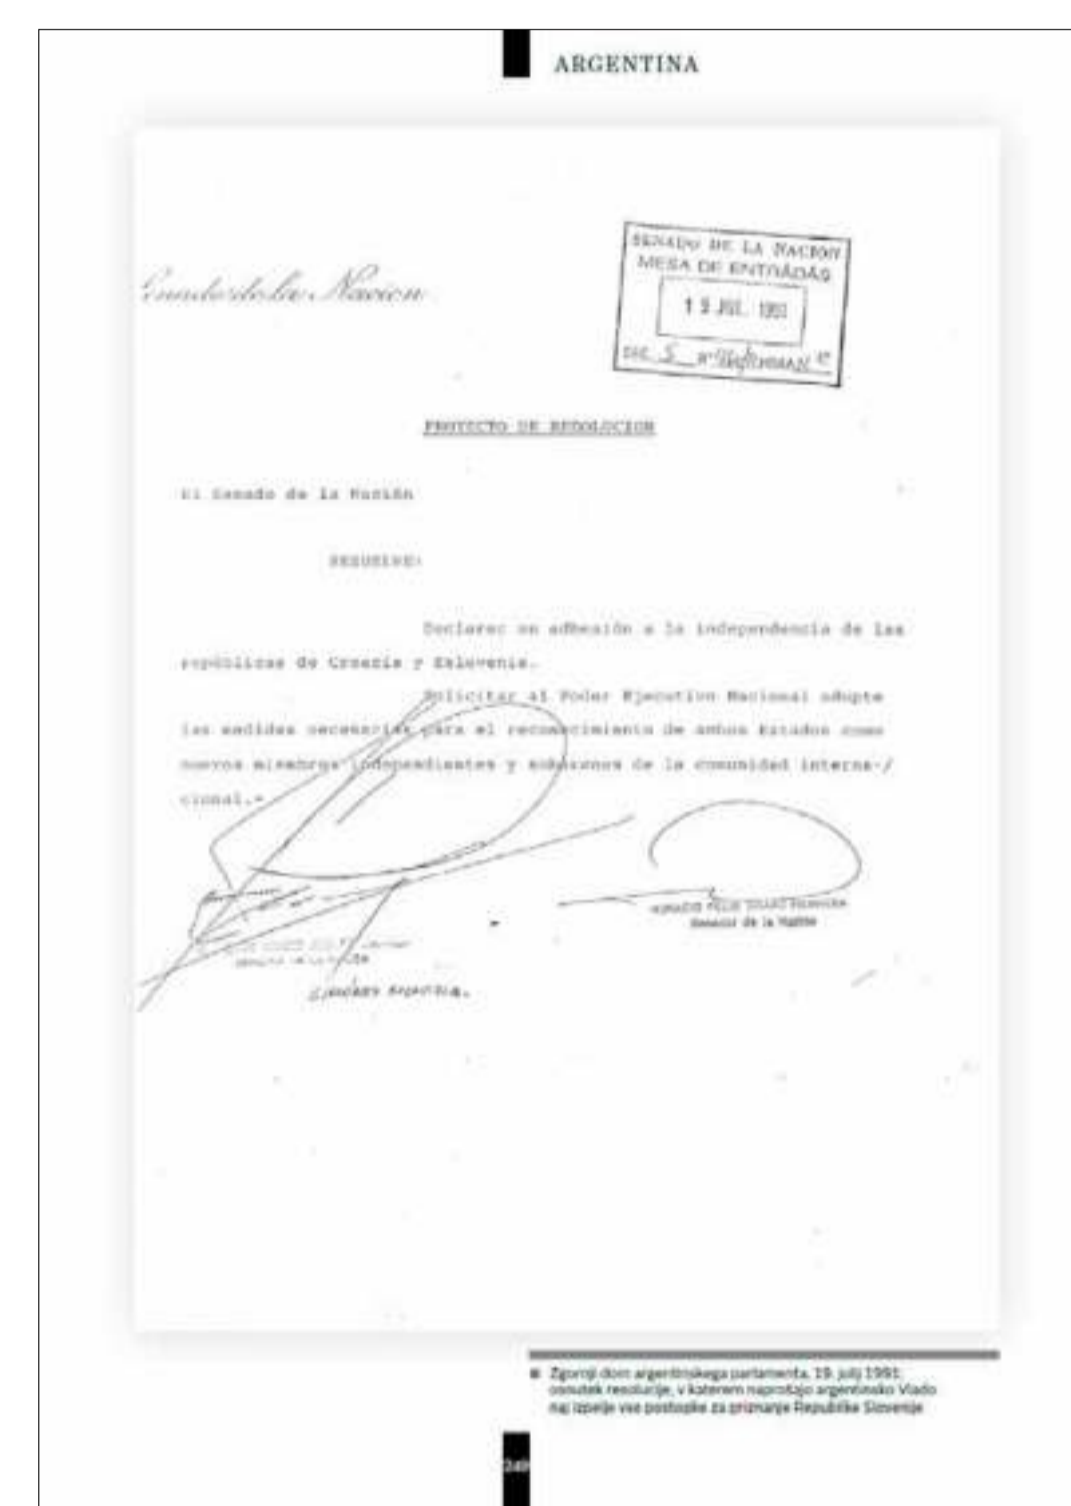 ARGENTINA
SENADO DE LA NACION
MESA DE ENTRADAS
19 JUL. 1991
Senado de la Nacion
PROYECTO DE RESOLUCION
El Senado de la Nación
RESUELVE:
Declarar su adhesión a la independencia de las
repúblicas de Croacia y Eslovenia.
Solicitar al Poder Ejecutivo Nacional adopte
las medidas necesarias para el reconocimiento de ambos Estados como
nuevos miembros independientes y soberanos de la comunidad interna-/
cional.-
Senador de la Nación
Zgornji dom argentinskega parlamenta, 19. julij 1991:
osnutek resolucije, v katerem naprošajo argentinsko Vlado
naj izpelje vse postopke za priznanje Republike Slovenije
249